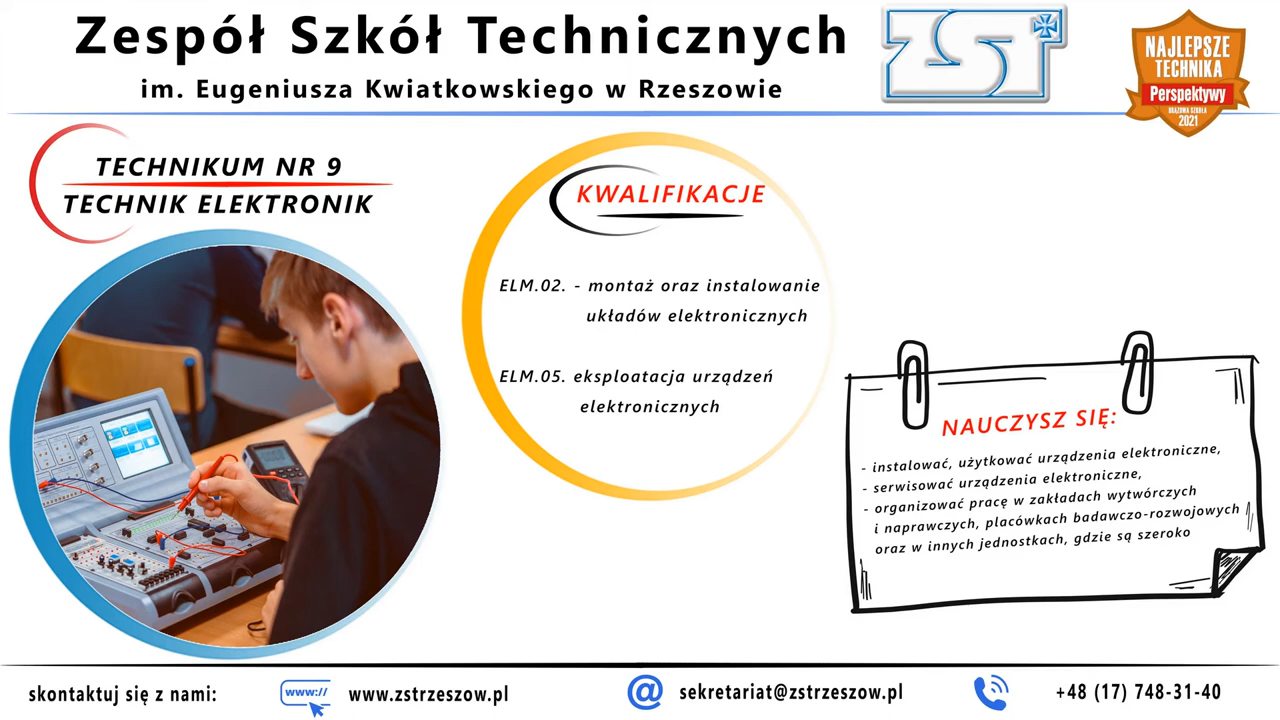 Zespół Szkół Technicznych
im. Eugeniusza Kwiatkowskiego w Rzeszowie
ZST
NAJLEPSZE
TECHNIKA
Perspektywy
BRĄZOWA SZKOŁA
2021
TECHNIKUM NR 9
TECHNIK ELEKTRONIK
KWALIFIKACJE
ELM.02. - montaż oraz instalowanie
układów elektronicznych
ELM.05. eksploatacja urządzeń
elektronicznych
NAUCZYSZ SIĘ:
- instalować, użytkować urządzenia elektroniczne,
- serwisować urządzenia elektroniczne,
- organizować pracę w zakładach wytwórczych
i naprawczych, placówkach badawczo-rozwojowych
oraz w innych jednostkach, gdzie są szeroko
skontaktuj się z nami:
www://
www.zstrzeszow.pl
@
sekretariat@zstrzeszow.pl
+48 (17) 748-31-40